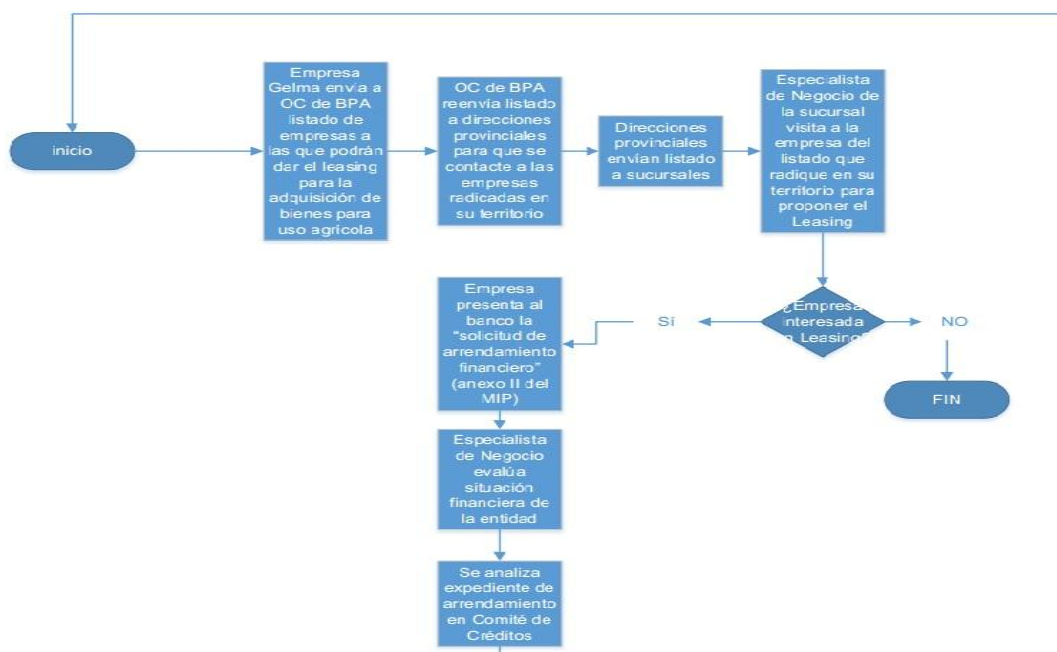 inicio
Empresa
Gelma envía a
OC de BPA
listado de
empresas a
las que podrán
dar el leasing
para la
adquisición de
bienes para
uso agrícola
OC de BPA
reenvía listado
a direcciones
provinciales
para que se
contacte a las
empresas
radicadas en
su territorio
Direcciones
provinciales
envían listado
a sucursales
Especialista
de Negocio de
la sucursal
visita a la
empresa del
listado que
radique en su
territorio para
proponer el
Leasing
¿Empresa
interesada
Sí
NO
FIN
Empresa
presenta al
banco la
"solicitud de
arrendamiento
financiero"
(anexo II del
MIP)
Especialista
de Negocio
evalúa
situación
financiera de
la entidad
Se analiza
expediente de
arrendamiento
en Comité de
Créditos